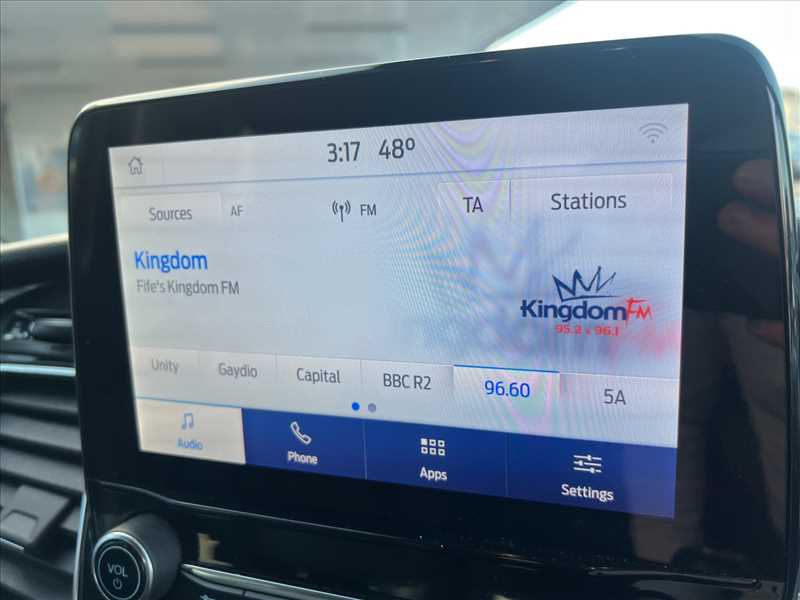 3:17 48º
Sources AF FM TA Stations
Kingdom
Fife's Kingdom FM
KingdomFM
95.2 & 96.1
Unity Gaydio Capital BBC R2 96.60 5A
Audio Phone Apps Settings
VOL